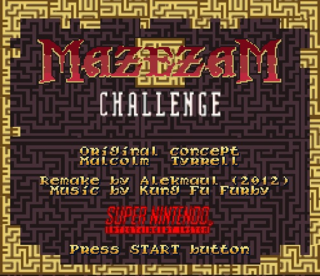 MazezaM
CHALLENGE
Original concept
Malcolm Tyrrell
Remake by Alekmaul (2012)
Music by Kung Fu Furby
SUPER NINTENDO
ENTERTAINMENT SYSTEM
Press START button